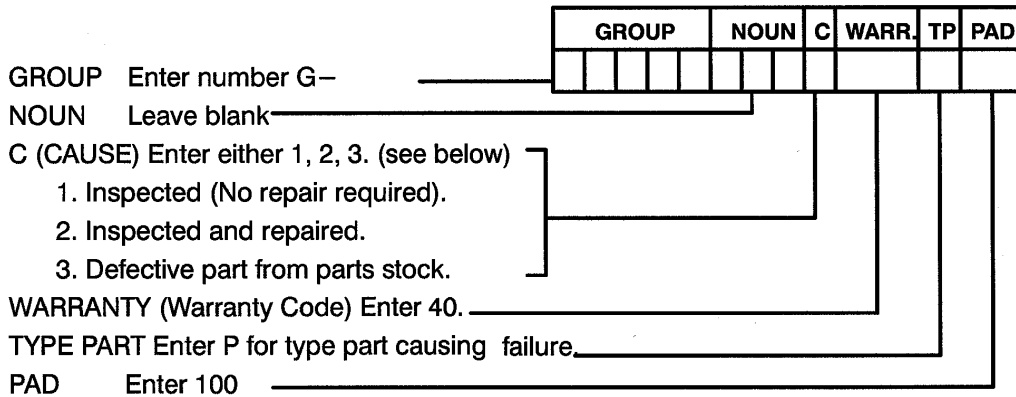 GROUP NOUN C WARR. TP PAD
GROUP Enter number G–
NOUN Leave blank
C (CAUSE) Enter either 1, 2, 3. (see below)
1. Inspected (No repair required).
2. Inspected and repaired.
3. Defective part from parts stock.
WARRANTY (Warranty Code) Enter 40.
TYPE PART Enter P for type part causing failure.
PAD Enter 100